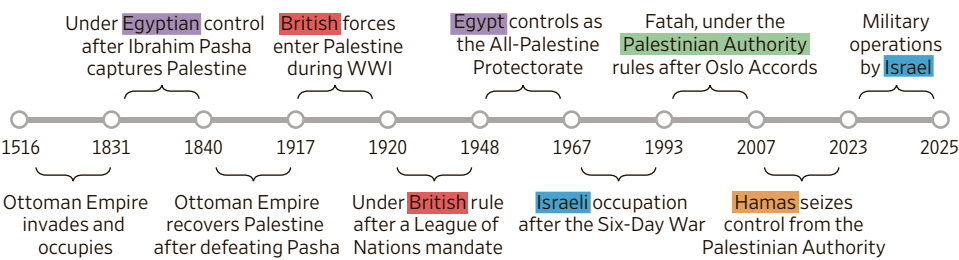 Under Egyptian control
after Ibrahim Pasha
captures Palestine
British forces
enter Palestine
during WWI
Egypt controls as
the All-Palestine
Protectorate
Fatah, under the
Palestinian Authority
rules after Oslo Accords
Military
operations
by Israel
1516 1831 1840 1917 1920 1948 1967 1993 2007 2023 2025
Ottoman Empire
invades and
occupies
Ottoman Empire
recovers Palestine
after defeating Pasha
Under British rule
after a League of
Nations mandate
Israeli occupation
after the Six-Day War
Hamas seizes
control from the
Palestinian Authority